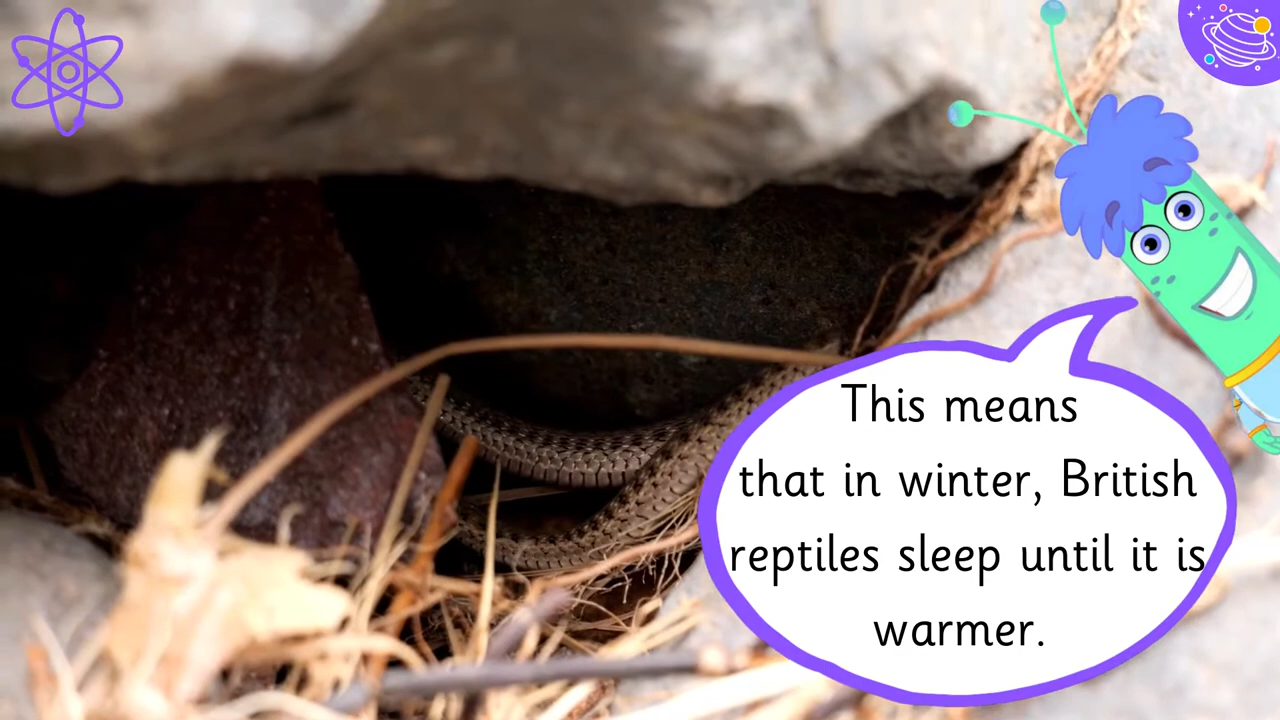 This means
that in winter, British
reptiles sleep until it is
warmer.